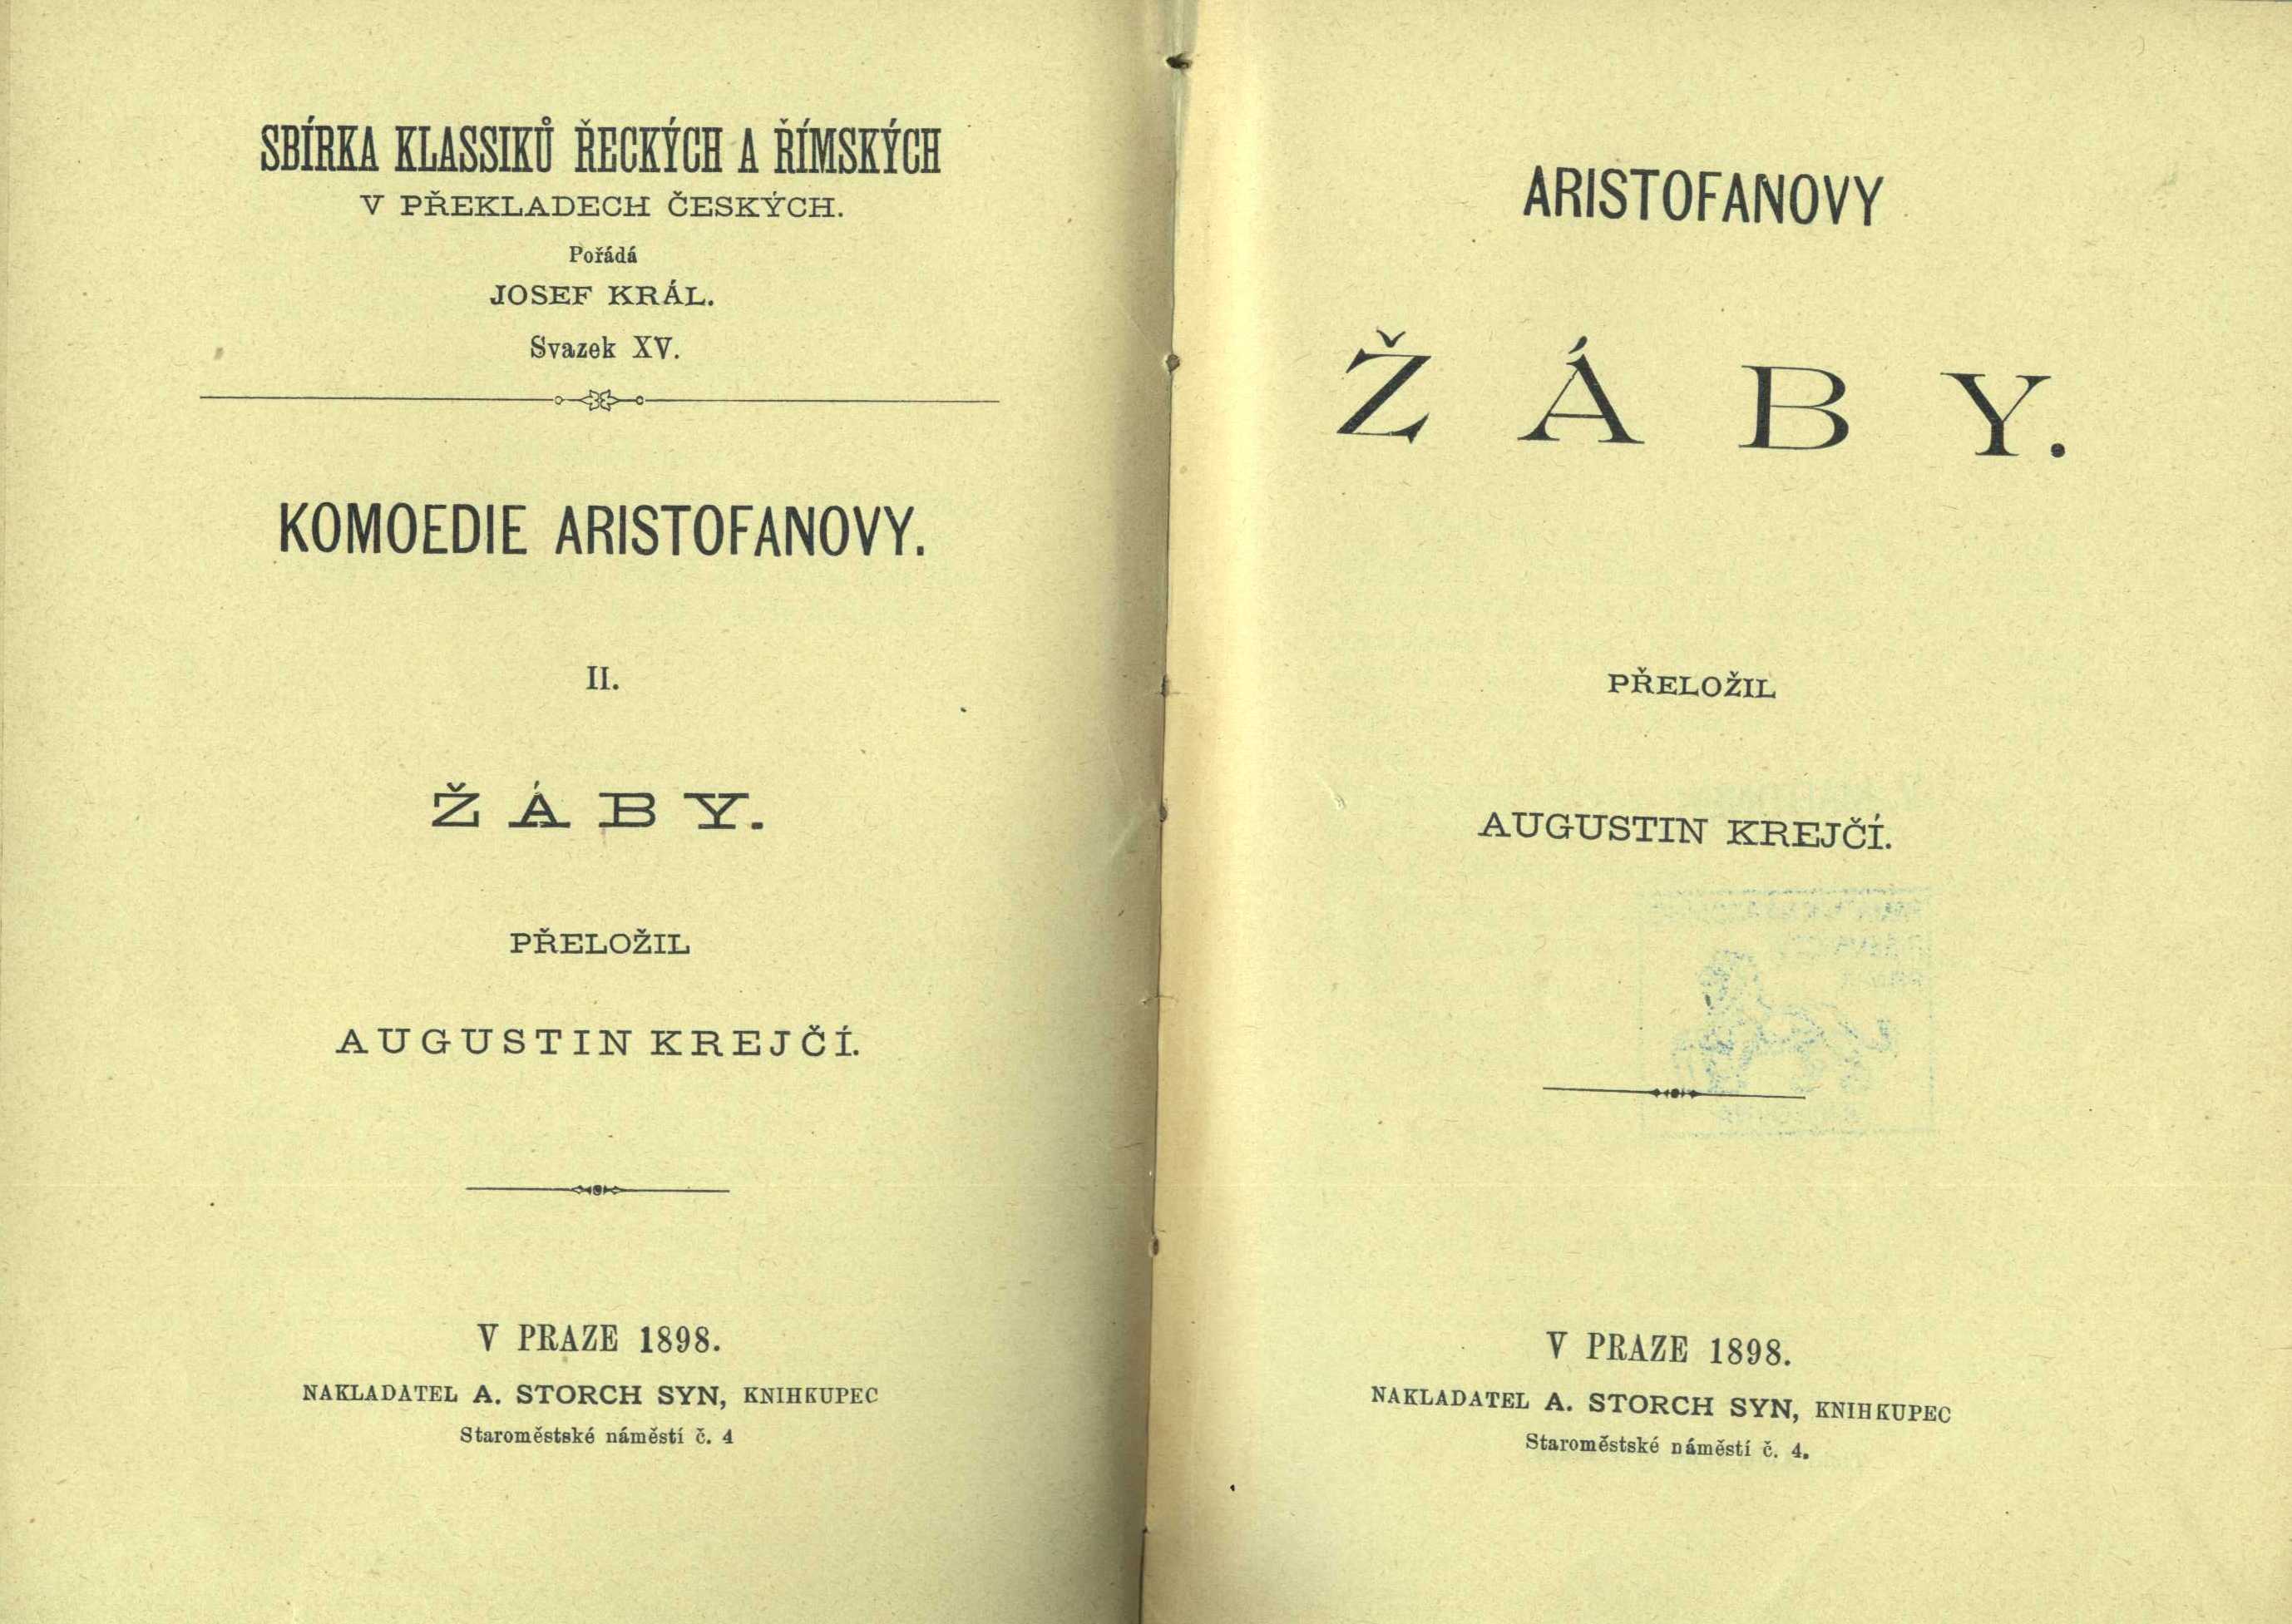 SBÍRKA KLASSIKŮ ŘECKÝCH A ŘÍMSKÝCH
V PŘEKLADECH ČESKÝCH.
Pořádá
JOSEF KRÁL.
Svazek XV.
KOMOEDIE ARISTOFANOVY.
II.
ŽÁBY.
PŘELOŽIL
AUGUSTIN KREJČÍ.
V PRAZE 1898.
NAKLADATEL A. STORCH SYN, KNIHKUPEC
Staroměstské náměstí č. 4
ARISTOFANOVY
ŽÁBY.
PŘELOŽIL
AUGUSTIN KREJČÍ.
V PRAZE 1898.
NAKLADATEL A. STORCH SYN, KNIHKUPEC
Staroměstské náměstí č. 4.